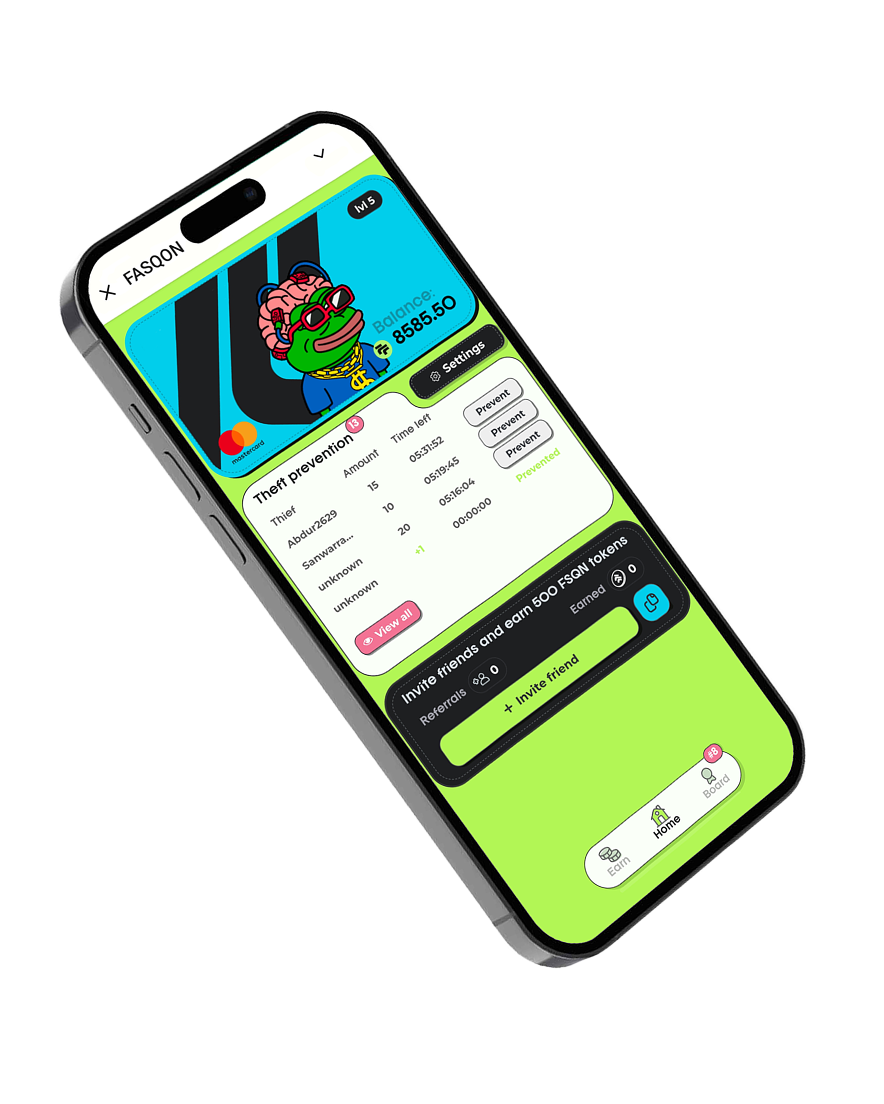 FASQON
lvl 5
Balance:
8585.50
mastercard
Settings
Theft prevention 13
Thief Amount Time left
Abdur2629 15 05:31:52 Prevent
Sanwarra... 10 05:19:45 Prevent
unknown 20 05:16:04 Prevent
unknown +1 00:00:00 Prevented
View all
Invite friends and earn 500 FSQN tokens
Referrals 0 Earned 0
+ Invite friend
#8
Earn Home Board